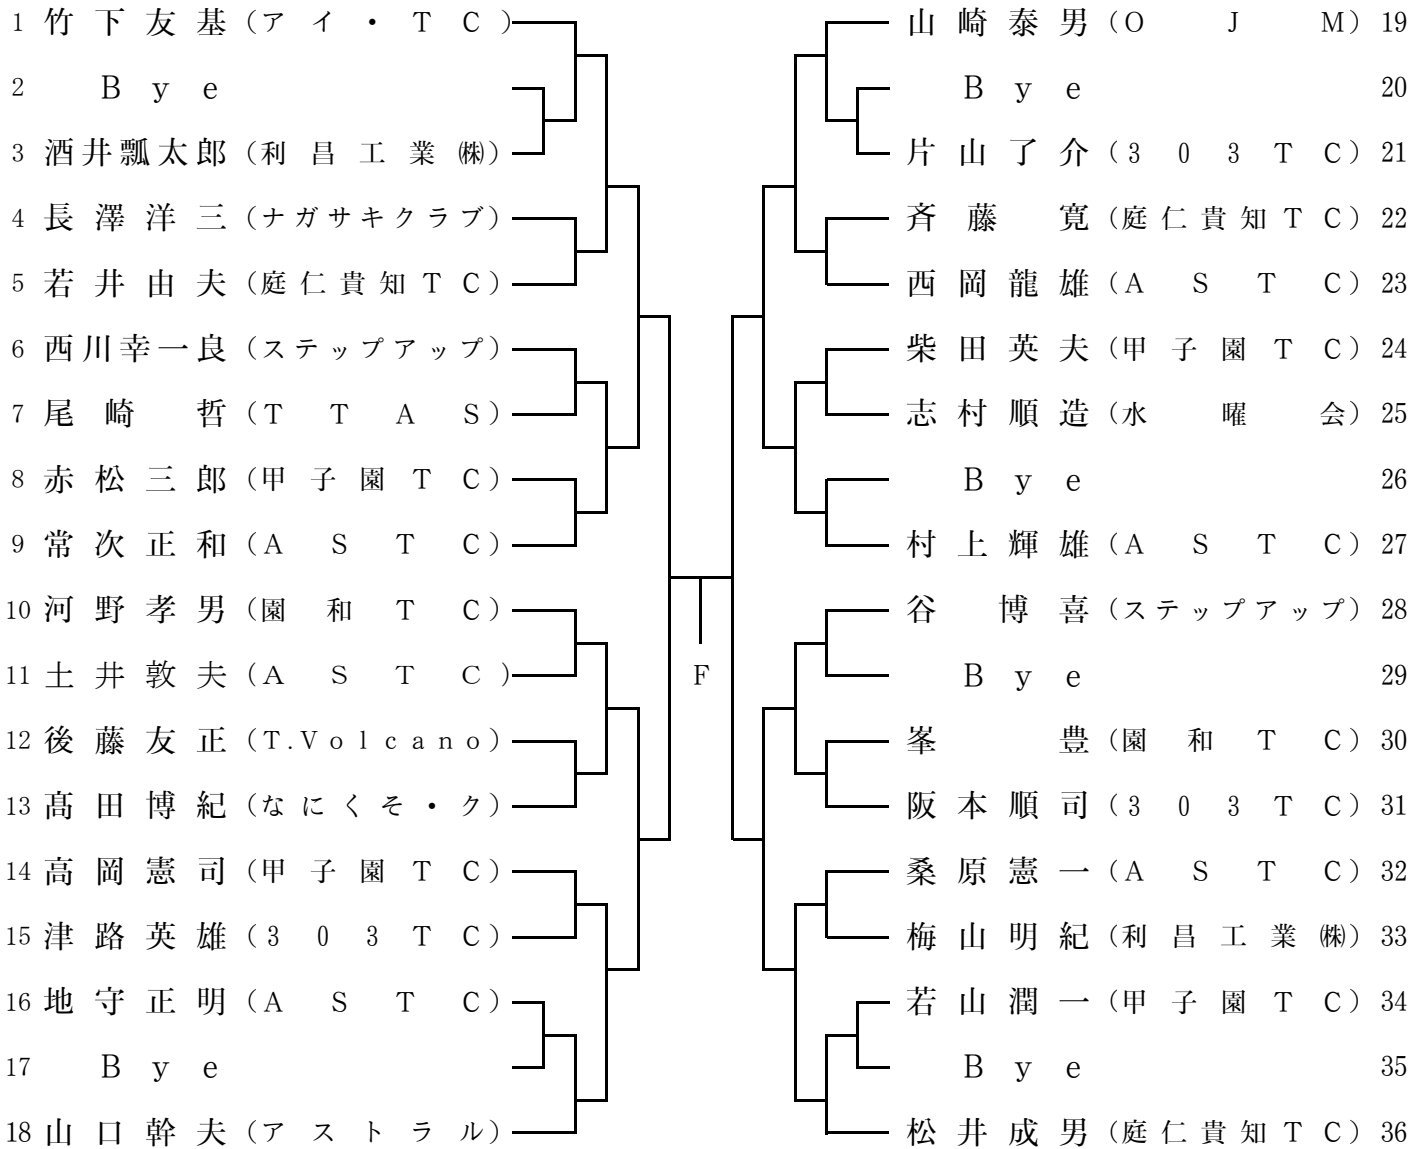 1 竹下友基 (アイ・TC)
2 Bye
3 酒井瓢太郎 (利昌工業㈱)
4 長澤洋三 (ナガサキクラブ)
5 若井由夫 (庭仁貴知TC)
6 西川幸一良 (ステップアップ)
7 尾崎哲 (TTAS)
8 赤松三郎 (甲子園TC)
9 常次正和 (ASTC)
10 河野孝男 (園和TC)
11 土井敦夫 (ASTC)
12 後藤友正 (T.Volcano)
13 髙田博紀 (なにくそ・ク)
14 高岡憲司 (甲子園TC)
15 津路英雄 (303TC)
16 地守正明 (ASTC)
17 Bye
18 山口幹夫 (アストラル)
F
山崎泰男 (OJM) 19
Bye 20
片山了介 (303TC) 21
斉藤寛 (庭仁貴知TC) 22
西岡龍雄 (ASTC) 23
柴田英夫 (甲子園TC) 24
志村順造 (水曜会) 25
Bye 26
村上輝雄 (ASTC) 27
谷博喜 (ステップアップ) 28
Bye 29
峯豊 (園和TC) 30
阪本順司 (303TC) 31
桑原憲一 (ASTC) 32
梅山明紀 (利昌工業㈱) 33
若山潤一 (甲子園TC) 34
Bye 35
松井成男 (庭仁貴知TC) 36